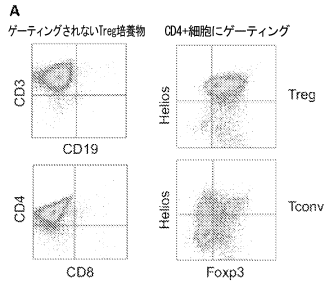 A
ゲーティングされないTreg培養物
CD4+細胞にゲーティング
CD3
CD19
Helios
Treg
CD4
CD8
Helios
Foxp3
Tconv